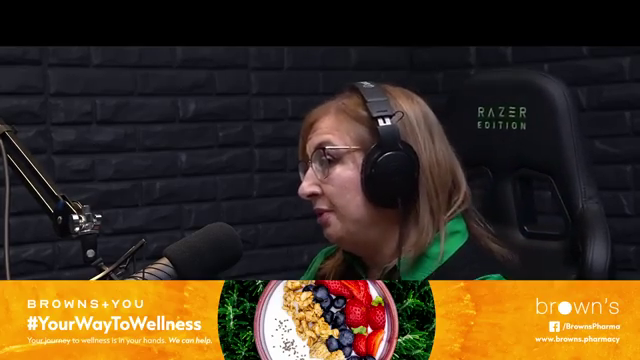 RAZER
EDITION
BROWNS+YOU
#YourWayToWellness
Your journey to wellness is in your hands. We can help.
brown's
/BrownsPharma
www.browns.pharmacy